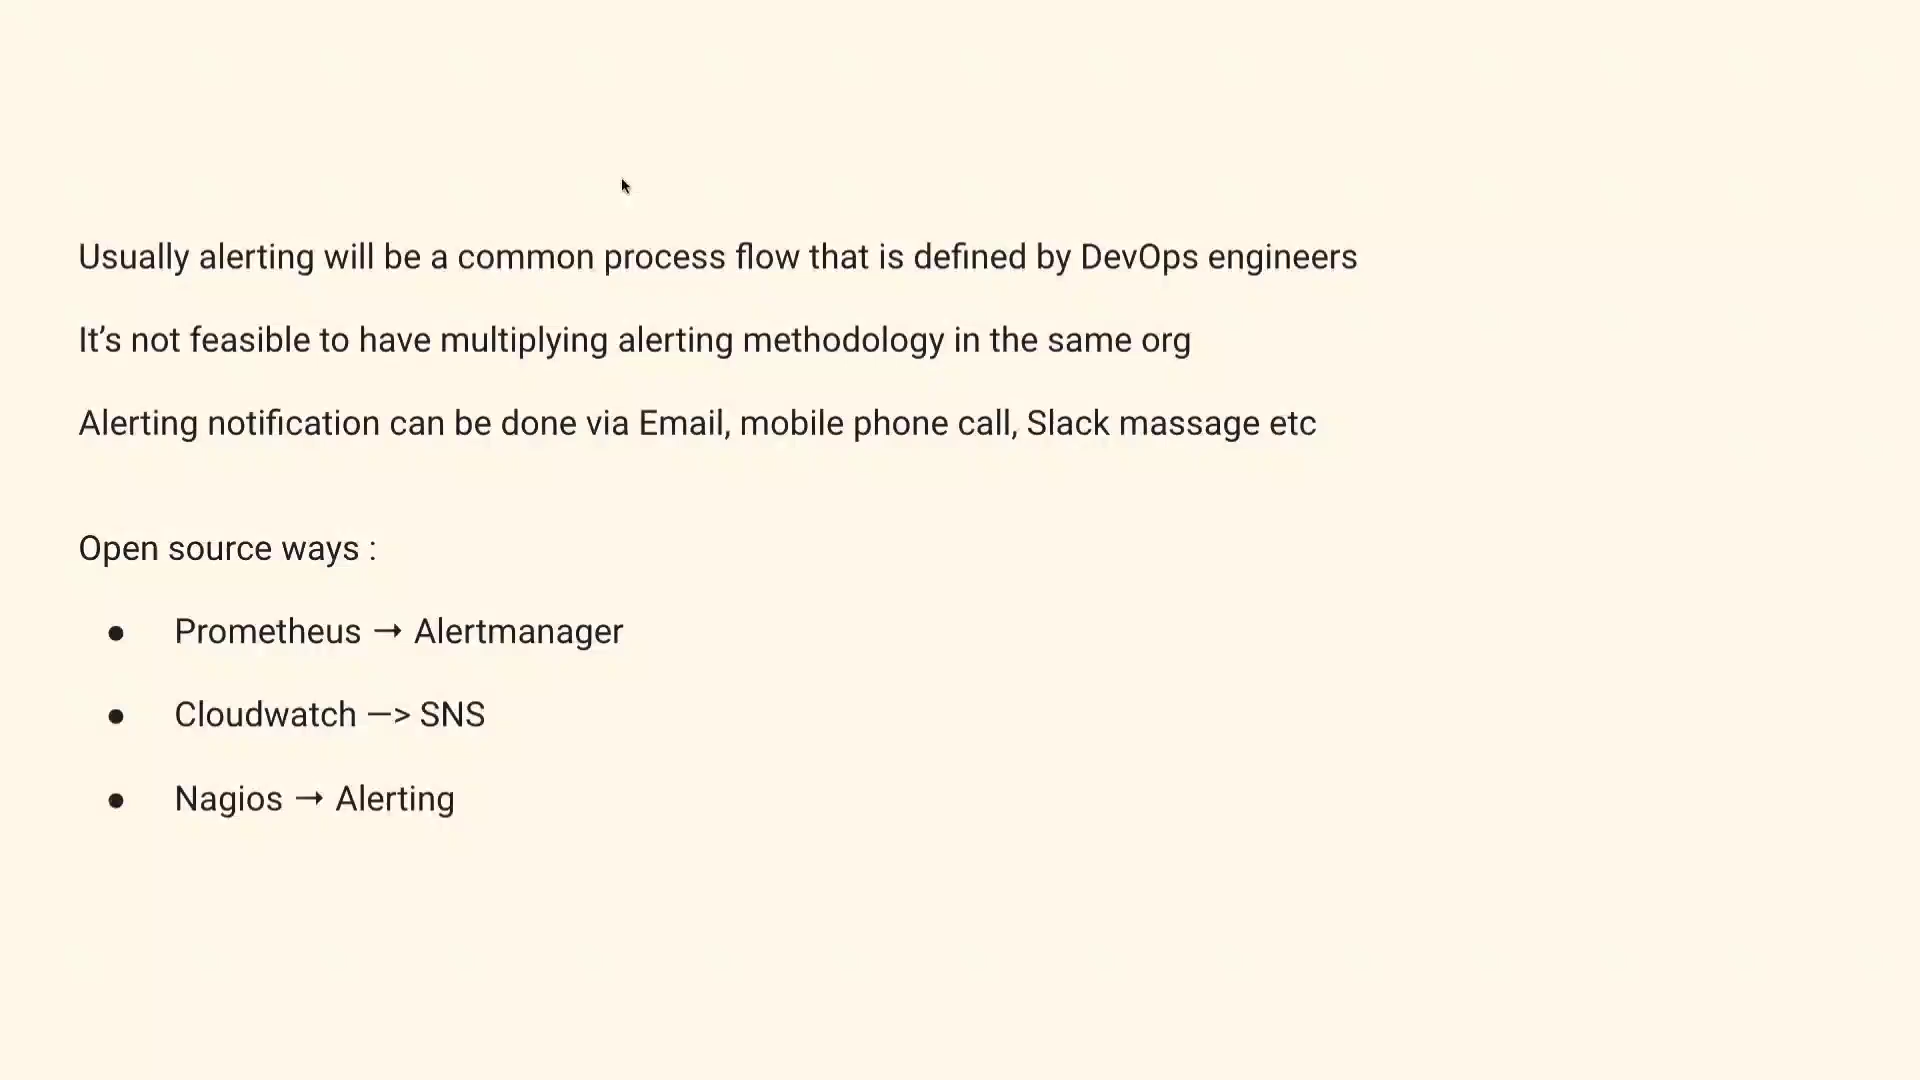 Usually alerting will be a common process flow that is defined by DevOps engineers
It’s not feasible to have multiplying alerting methodology in the same org
Alerting notification can be done via Email, mobile phone call, Slack massage etc
Open source ways :
● Prometheus → Alertmanager
● Cloudwatch —> SNS
● Nagios → Alerting